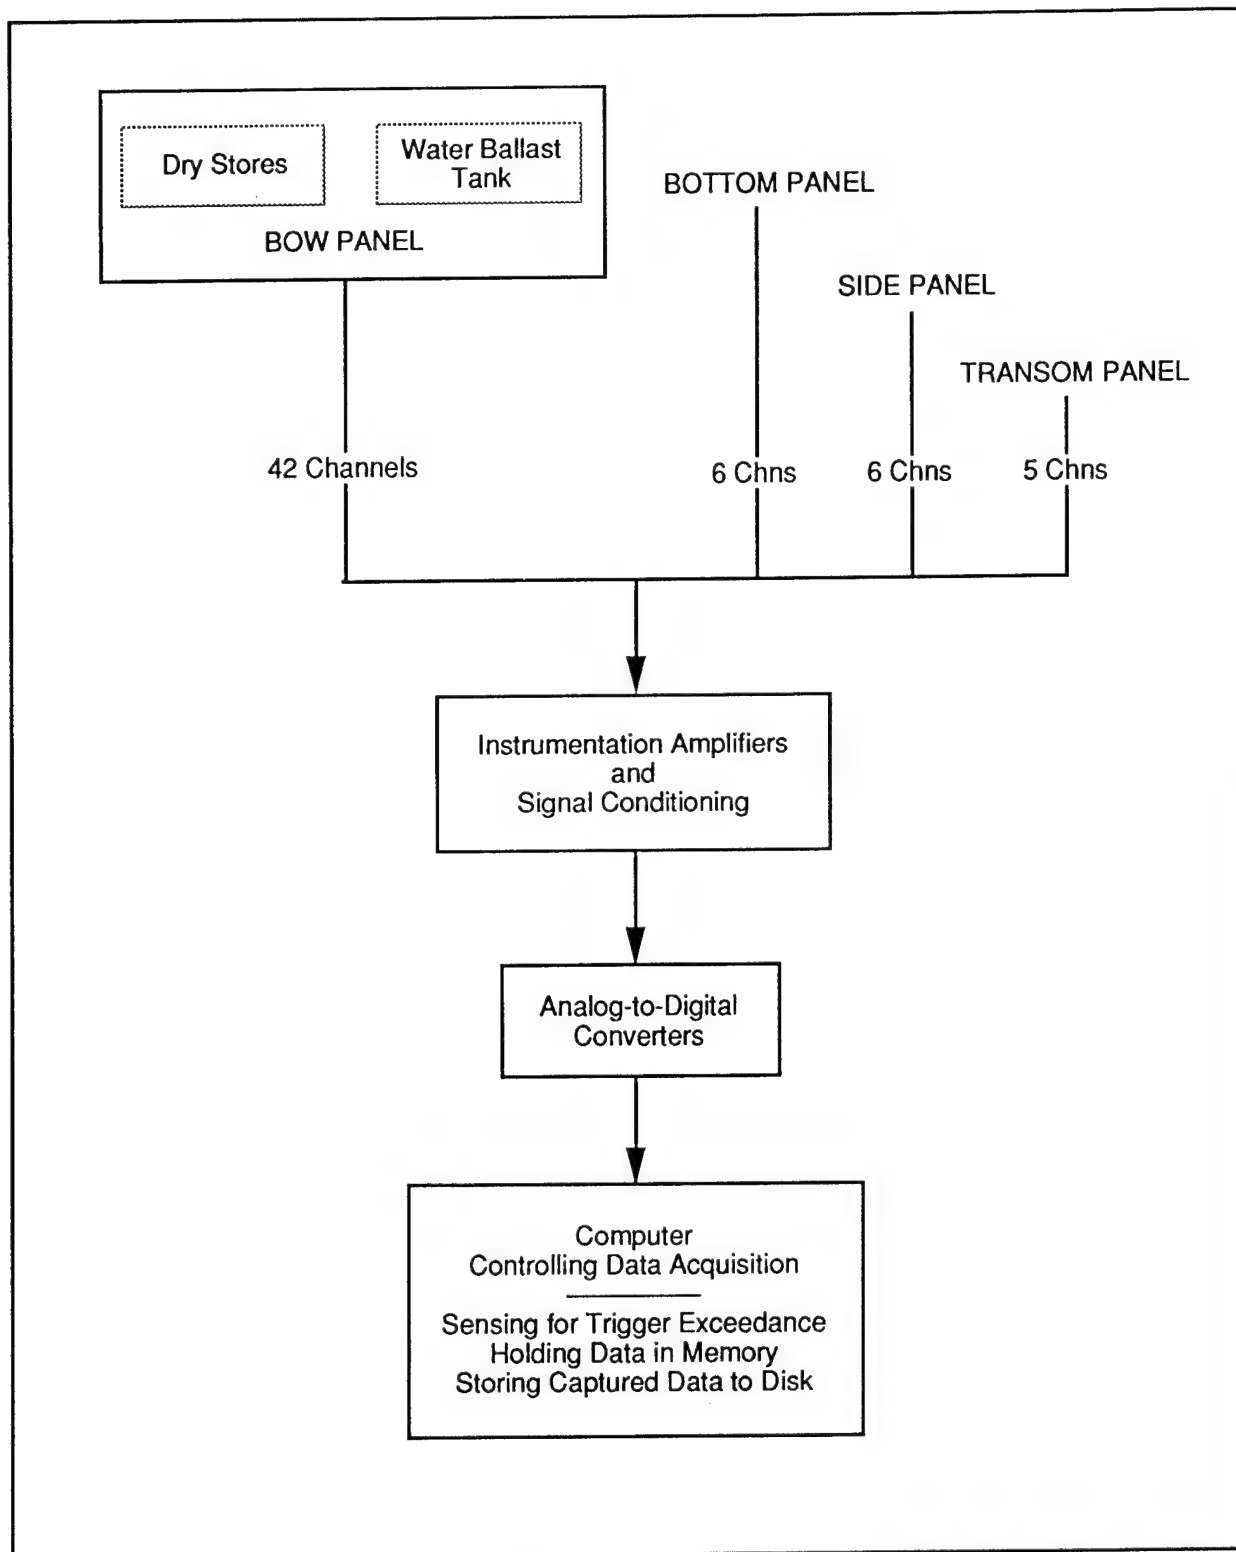 Dry Stores
Water Ballast
Tank
BOW PANEL
BOTTOM PANEL
SIDE PANEL
TRANSOM PANEL
42 Channels
6 Chns
6 Chns
5 Chns
Instrumentation Amplifiers
and
Signal Conditioning
Analog-to-Digital
Converters
Computer
Controlling Data Acquisition
Sensing for Trigger Exceedance
Holding Data in Memory
Storing Captured Data to Disk